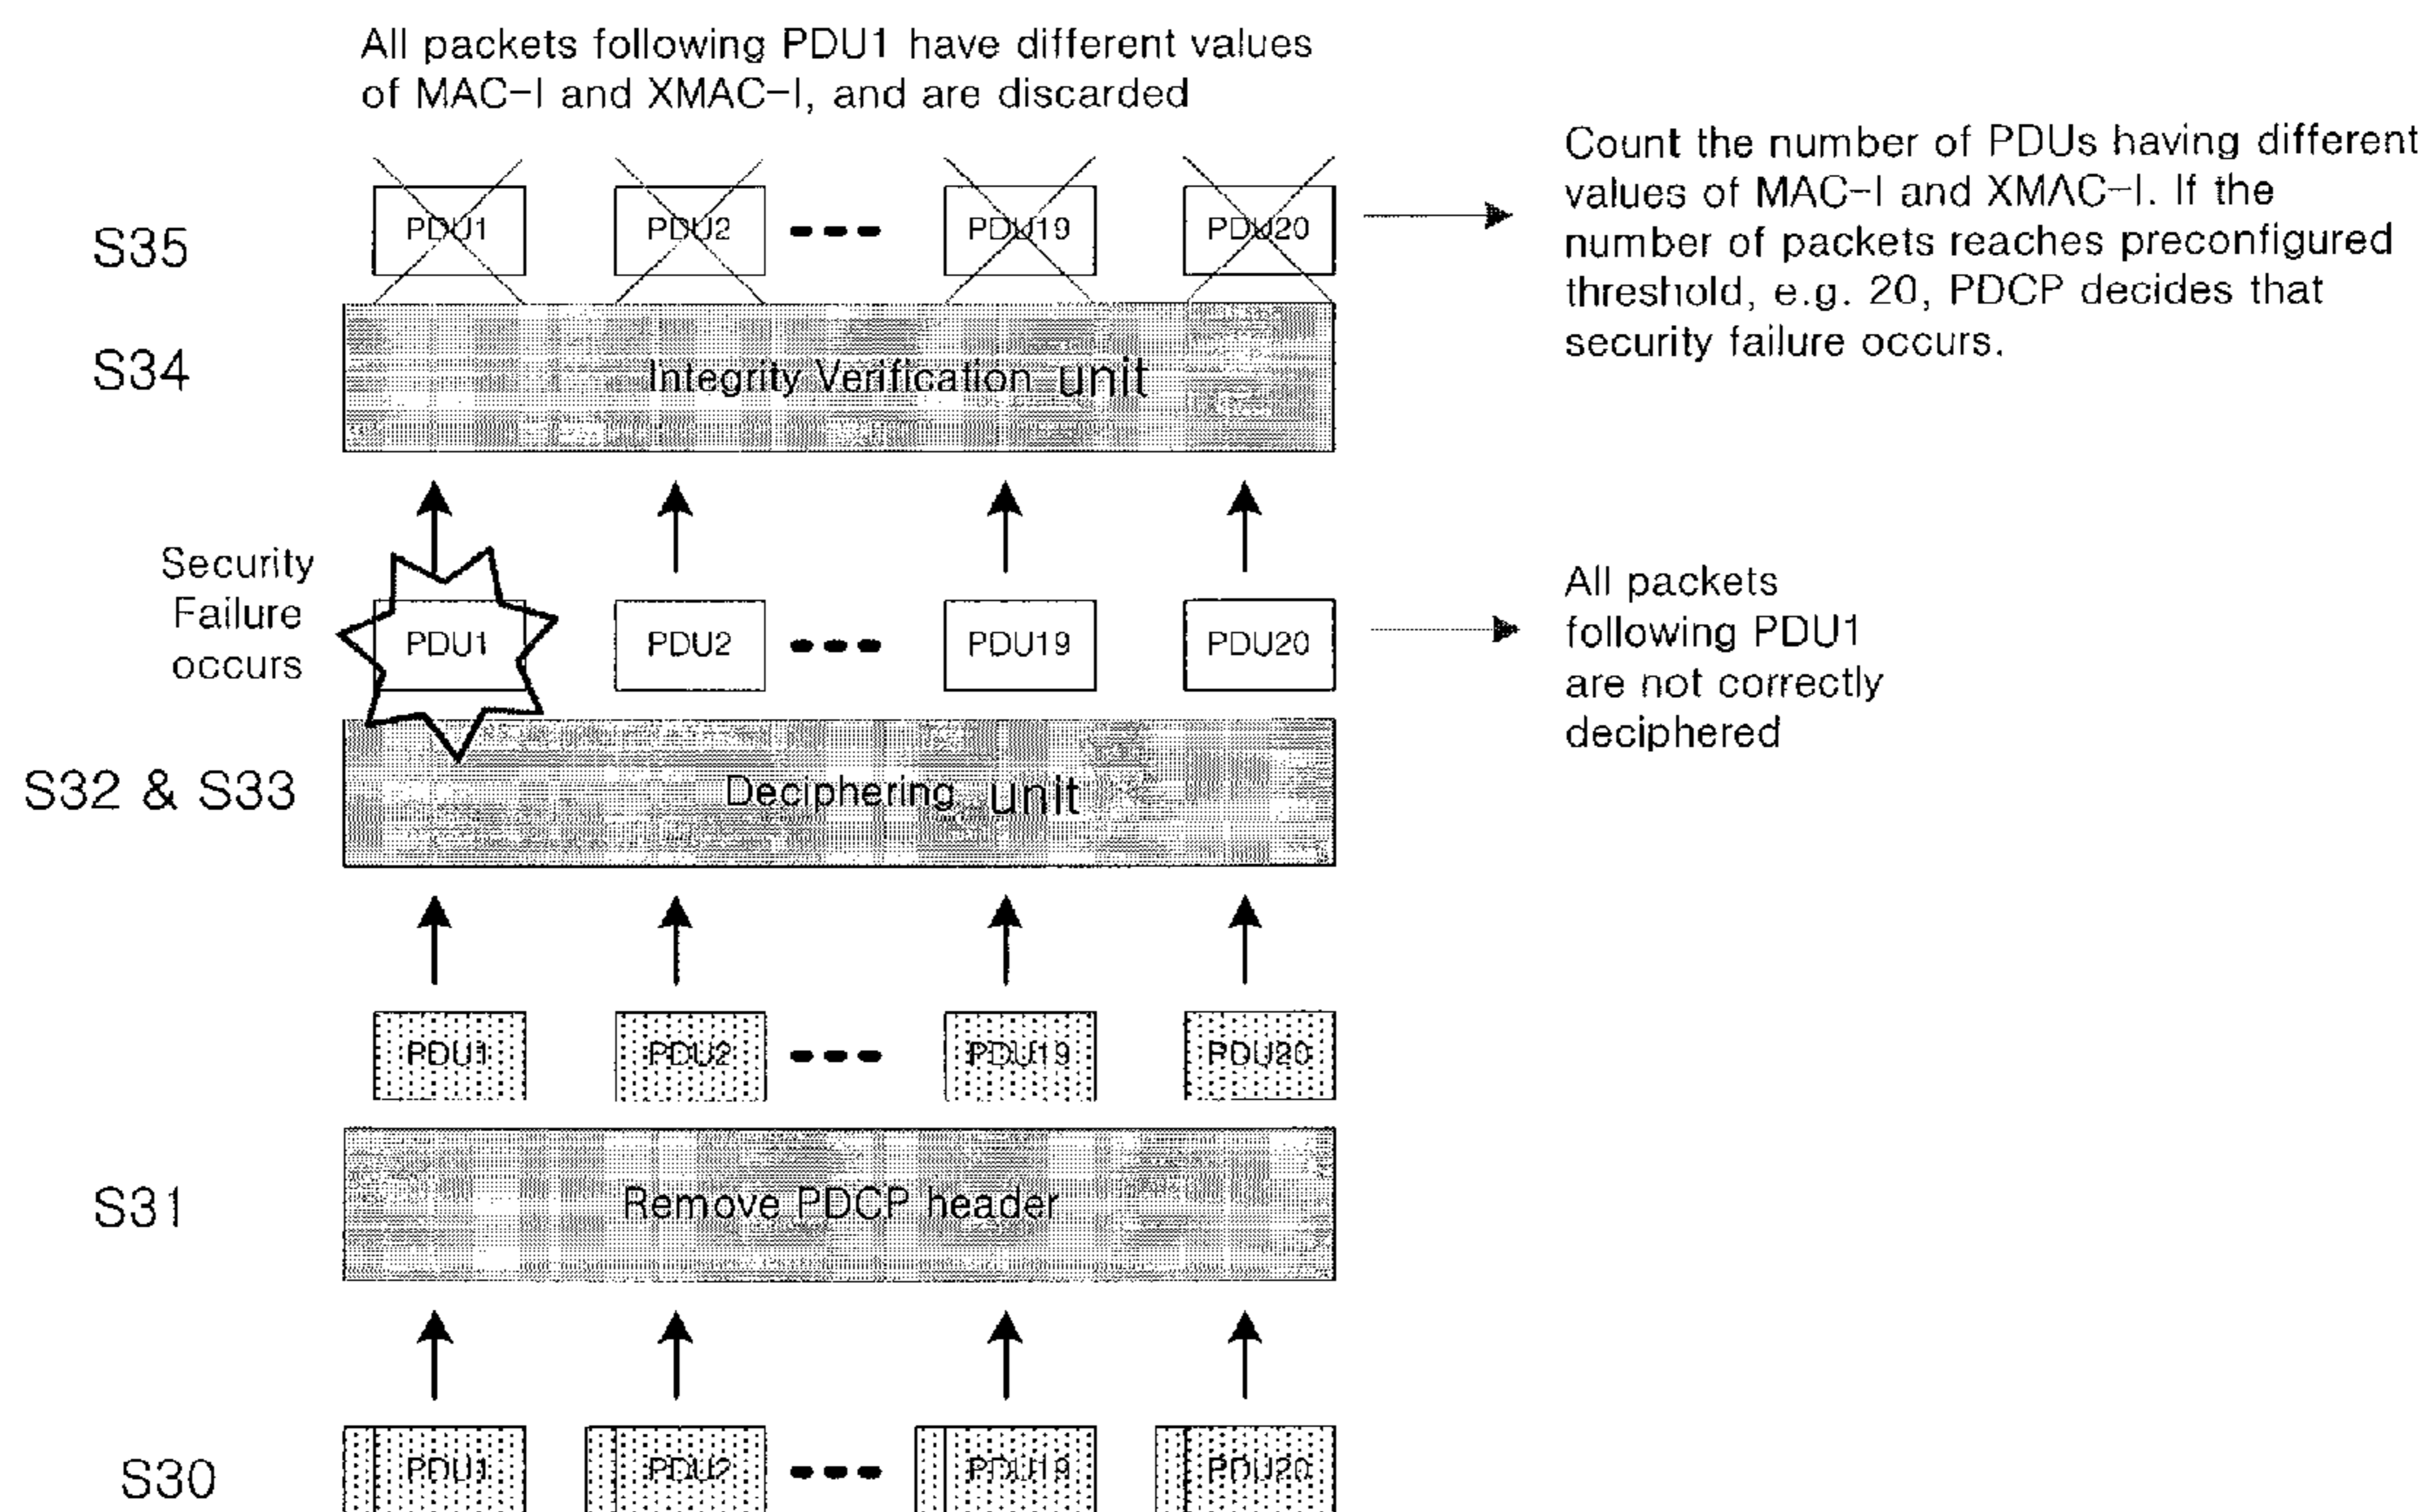 All packets following PDU1 have different values
of MAC-I and XMAC-I, and are discarded
Count the number of PDUs having different
values of MAC-I and XMAC-I. If the
number of packets reaches preconfigured
threshold, e.g. 20, PDCP decides that
security failure occurs.
S35
PDU1 PDU2 PDU19 PDU20
S34
Integrity Verification unit
Security
Failure
occurs
PDU1 PDU2 PDU19 PDU20
All packets
following PDU1
are not correctly
deciphered
S32 & S33
Deciphering unit
PDU1 PDU2 PDU19 PDU20
S31
Remove PDCP header
S30
PDU1 PDU2 PDU19 PDU20